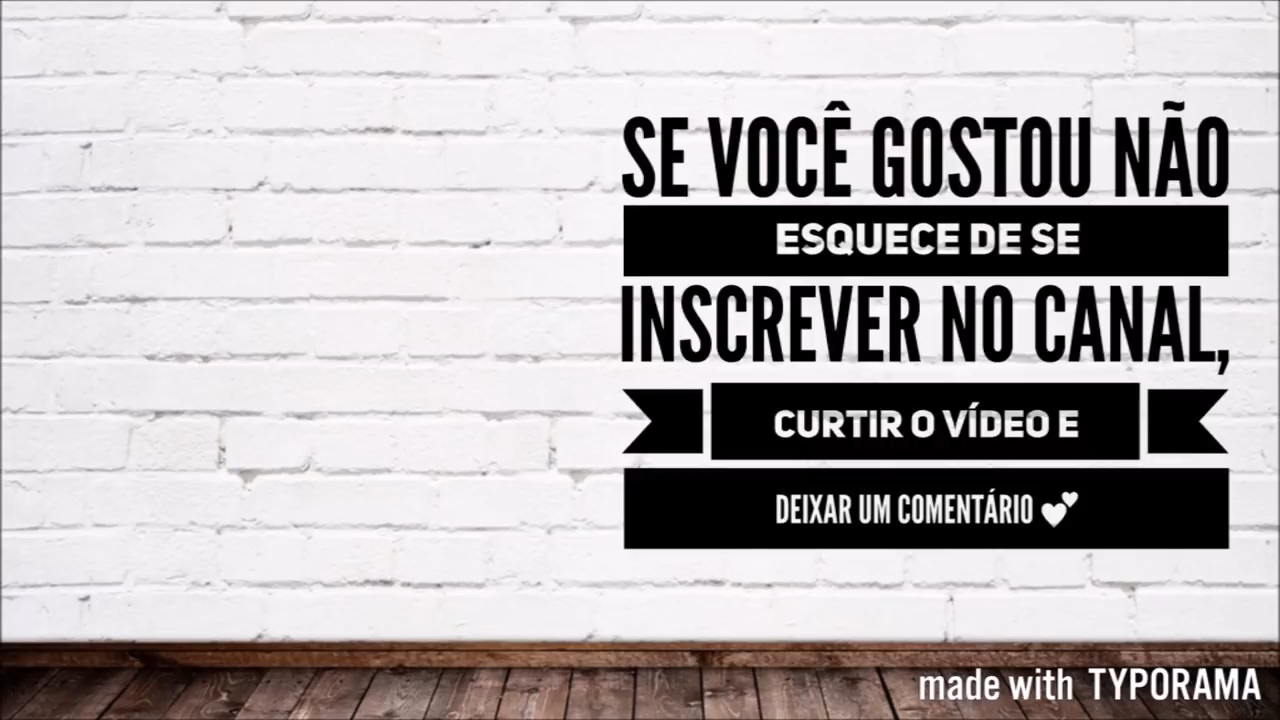 SE VOCÊ GOSTOU NÃO
ESQUECE DE SE
INSCREVER NO CANAL,
CURTIR O VÍDEO E
DEIXAR UM COMENTÁRIO 💕
made with TYPORAMA